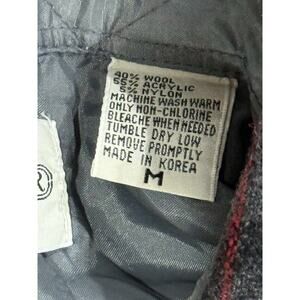 40% WOOL
55% ACRYLIC
5% NYLON
MACHINE WASH WARM
ONLY NON-CHLORINE
BLEACHE WHEN NEEDED
TUMBLE DRY LOW
REMOVE PROMPTLY
MADE IN KOREA
M
®